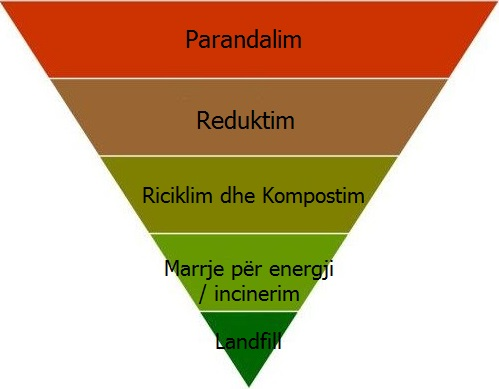 Parandalim
Reduktim
Riciklim dhe Kompostim
Marrje për energji
/ incinerim
Landfill